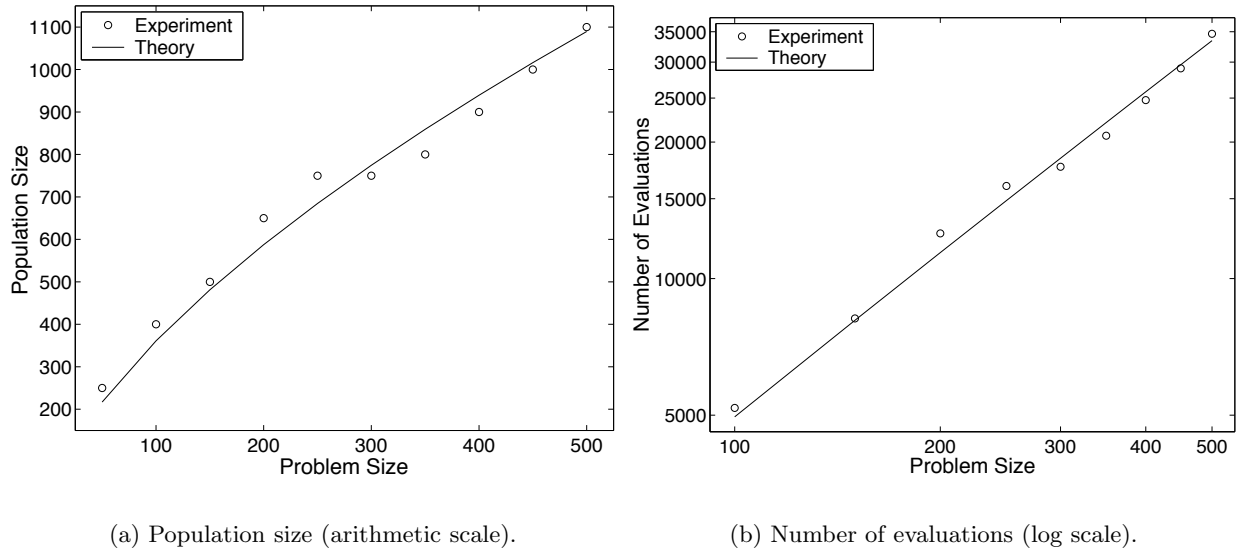 Experiment
Theory
1100
1000
900
800
700
600
500
400
300
200
Population Size
100 200 300 400 500
Problem Size
(a) Population size (arithmetic scale).
Experiment
Theory
35000
30000
25000
20000
15000
10000
5000
Number of Evaluations
100 200 300 400 500
Problem Size
(b) Number of evaluations (log scale).